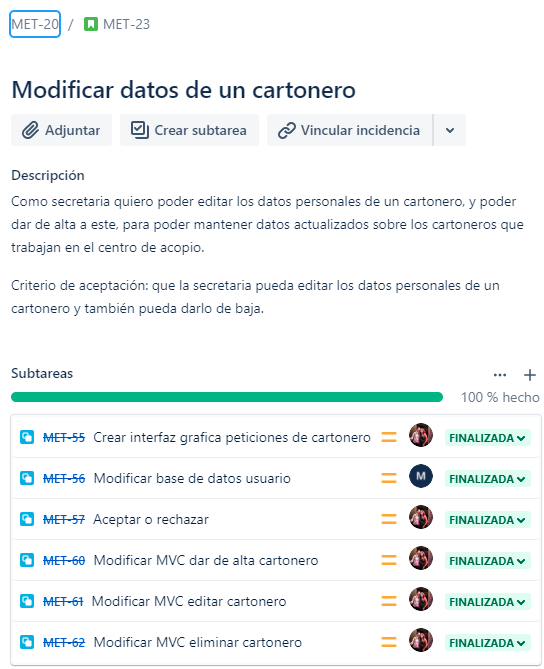 MET-20 / MET-23
Modificar datos de un cartonero
Adjuntar Crear subtarea Vincular incidencia
Descripción
Como secretaria quiero poder editar los datos personales de un cartonero, y poder
dar de alta a este, para poder mantener datos actualizados sobre los cartoneros que
trabajan en el centro de acopio.
Criterio de aceptación: que la secretaria pueda editar los datos personales de un
cartonero y también pueda darlo de baja.
Subtareas
100 % hecho
MET-55 Crear interfaz grafica peticiones de cartonero FINALIZADA
MET-56 Modificar base de datos usuario M FINALIZADA
MET-57 Aceptar o rechazar FINALIZADA
MET-60 Modificar MVC dar de alta cartonero FINALIZADA
MET-61 Modificar MVC editar cartonero FINALIZADA
MET-62 Modificar MVC eliminar cartonero FINALIZADA